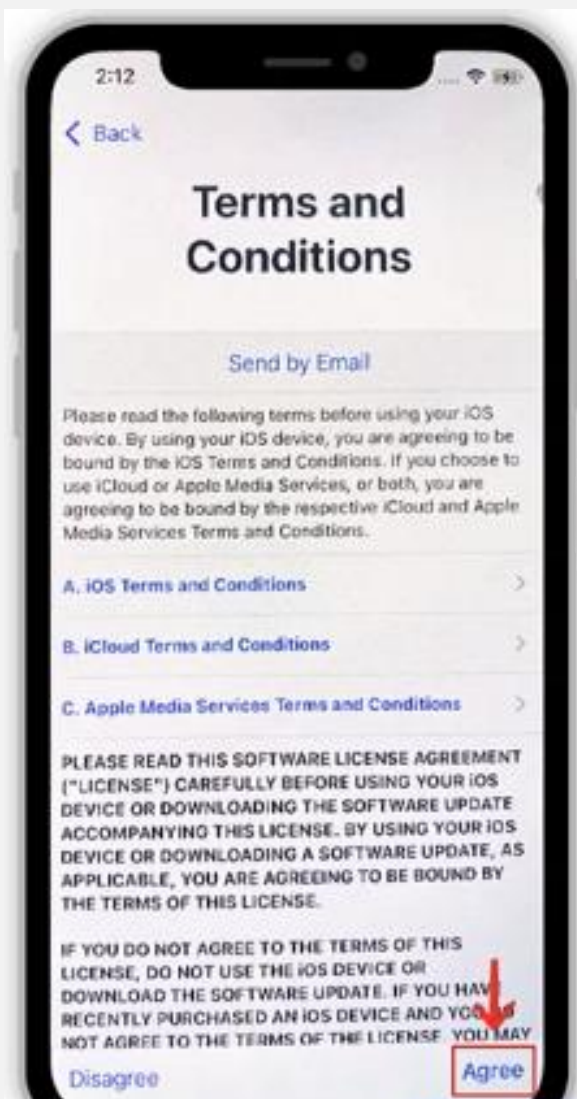 2:12
Back
Terms and
Conditions
Send by Email
Please read the following terms before using your iOS
device. By using your iOS device, you are agreeing to be
bound by the iOS Terms and Conditions. If you choose to
use iCloud or Apple Media Services, or both, you are
agreeing to be bound by the respective iCloud and Apple
Media Services Terms and Conditions.
A. iOS Terms and Conditions
B. iCloud Terms and Conditions
C. Apple Media Services Terms and Conditions
PLEASE READ THIS SOFTWARE LICENSE AGREEMENT
("LICENSE") CAREFULLY BEFORE USING YOUR iOS
DEVICE OR DOWNLOADING THE SOFTWARE UPDATE
ACCOMPANYING THIS LICENSE. BY USING YOUR iOS
DEVICE OR DOWNLOADING A SOFTWARE UPDATE, AS
APPLICABLE, YOU ARE AGREEING TO BE BOUND BY
THE TERMS OF THIS LICENSE.
IF YOU DO NOT AGREE TO THE TERMS OF THIS
LICENSE, DO NOT USE THE iOS DEVICE OR
DOWNLOAD THE SOFTWARE UPDATE. IF YOU HAVE
RECENTLY PURCHASED AN iOS DEVICE AND YOU
NOT AGREE TO THE TERMS OF THE LICENSE, YOU MAY
Disagree
Agree